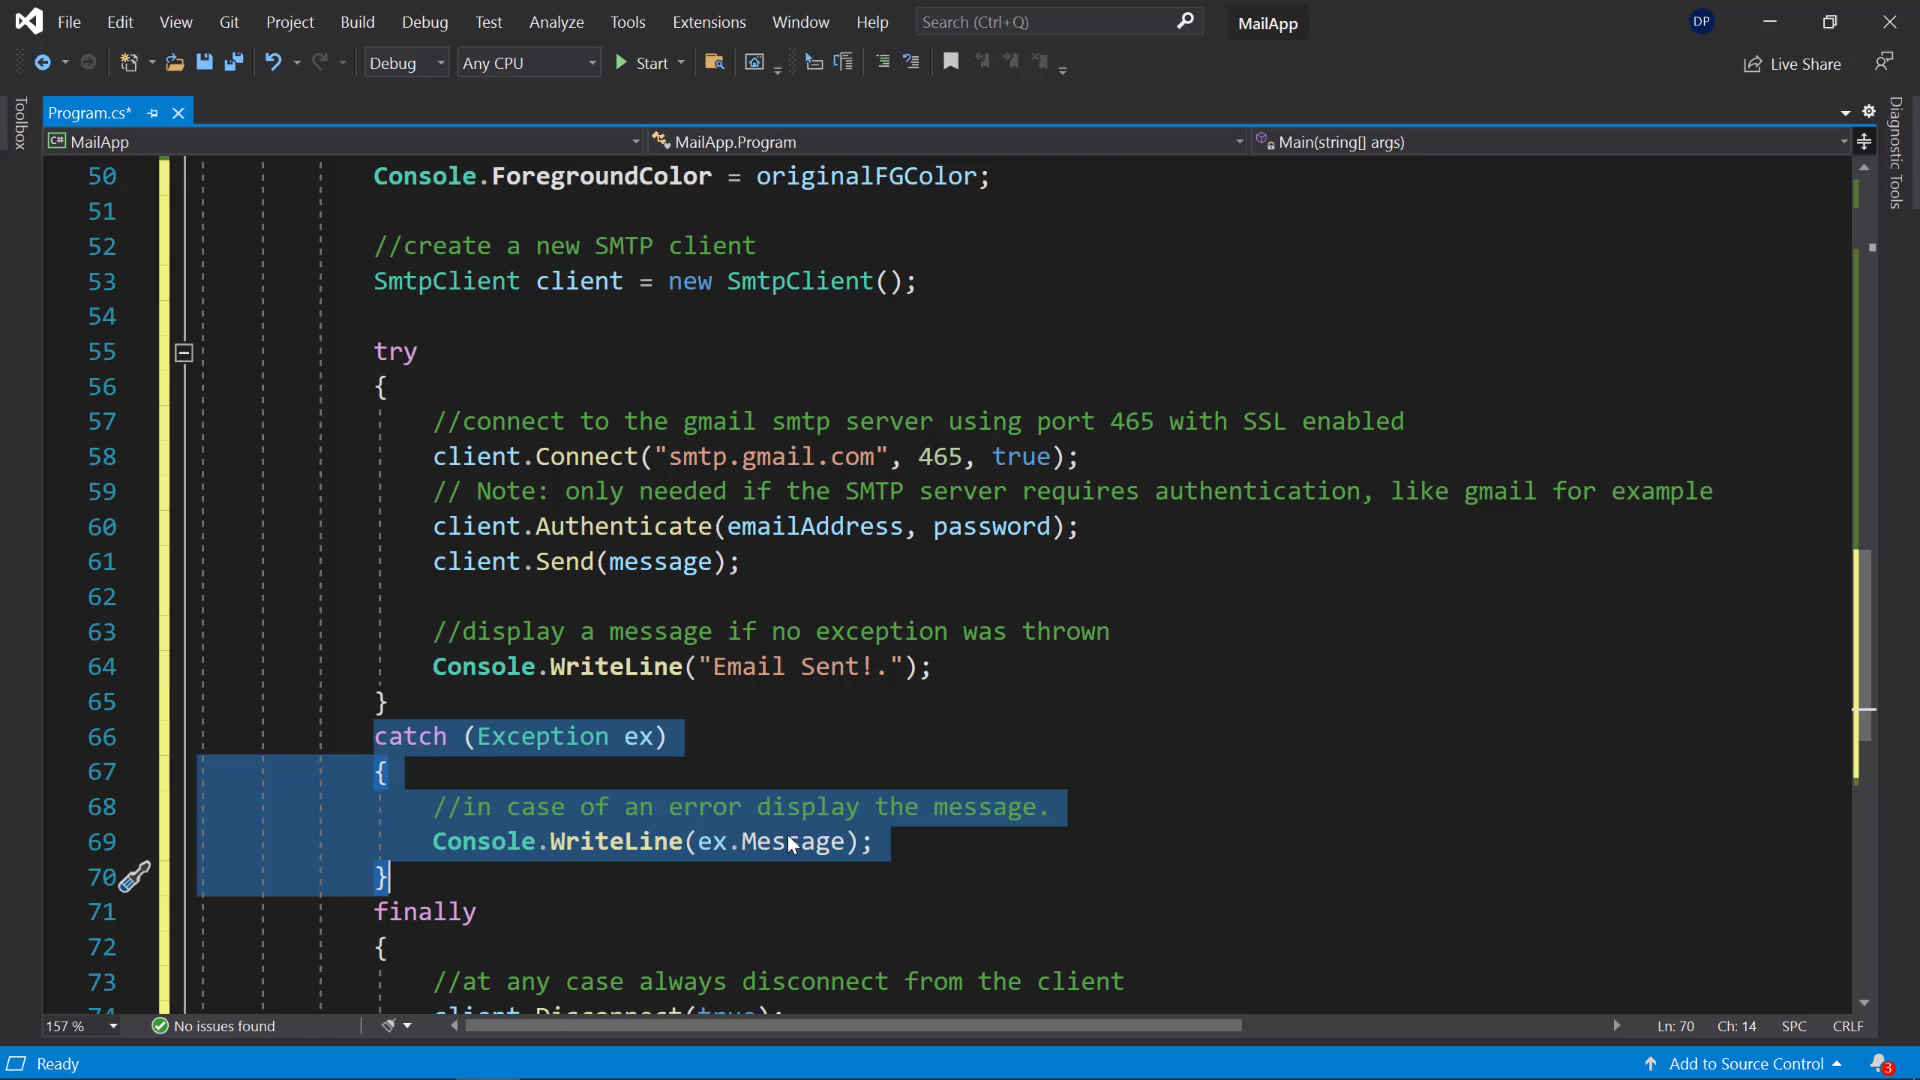 File Edit View Git Project Build Debug Test Analyze Tools Extensions Window Help Search (Ctrl+Q) MailApp DP
Debug Any CPU Start Live Share
Toolbox
Program.cs*
Diagnostic Tools
C# MailApp MailApp.Program Main(string[] args)
50 Console.ForegroundColor = originalFGColor;
51
52 //create a new SMTP client
53 SmtpClient client = new SmtpClient();
54
55 try
56 {
57 //connect to the gmail smtp server using port 465 with SSL enabled
58 client.Connect("smtp.gmail.com", 465, true);
59 // Note: only needed if the SMTP server requires authentication, like gmail for example
60 client.Authenticate(emailAddress, password);
61 client.Send(message);
62
63 //display a message if no exception was thrown
64 Console.WriteLine("Email Sent!.");
65 }
66 catch (Exception ex)
67 {
68 //in case of an error display the message.
69 Console.WriteLine(ex.Message);
70 }
71 finally
72 {
73 //at any case always disconnect from the client
74 client.Disconnect(true);
157 % No issues found Ln: 70 Ch: 14 SPC CRLF
Ready Add to Source Control 3